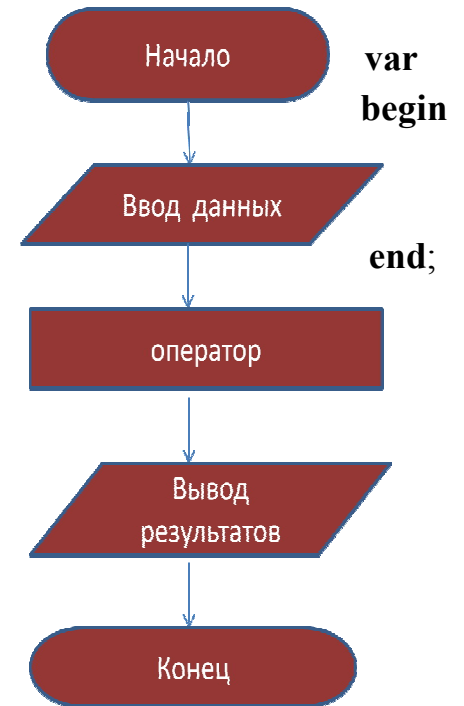 Начало
var
begin
Ввод данных
end;
оператор
Вывод
результатов
Конец